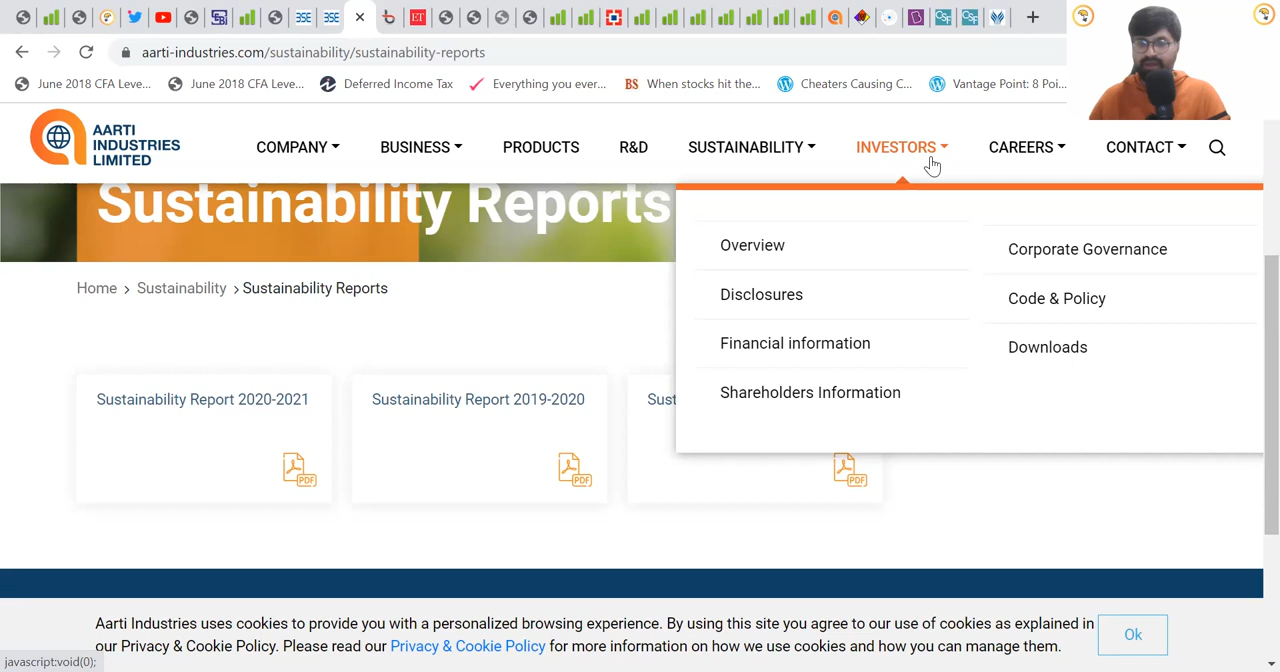 ET
aarti-industries.com/sustainability/sustainability-reports
June 2018 CFA Leve...
June 2018 CFA Leve...
Deferred Income Tax
Everything you ever...
BS When stocks hit the...
Cheaters Causing C...
Vantage Point: 8 Poi...
AARTI
INDUSTRIES
LIMITED
COMPANY
BUSINESS
PRODUCTS
R&D
SUSTAINABILITY
INVESTORS
CAREERS
CONTACT
Sustainability Reports
Overview
Disclosures
Financial information
Shareholders Information
Corporate Governance
Code & Policy
Downloads
Home > Sustainability > Sustainability Reports
Sustainability Report 2020-2021
PDF
Sustainability Report 2019-2020
PDF
Sust
PDF
Aarti Industries uses cookies to provide you with a personalized browsing experience. By using this site you agree to our use of cookies as explained in
our Privacy & Cookie Policy. Please read our Privacy & Cookie Policy for more information on how we use cookies and how you can manage them.
Ok
javascript:void(0);